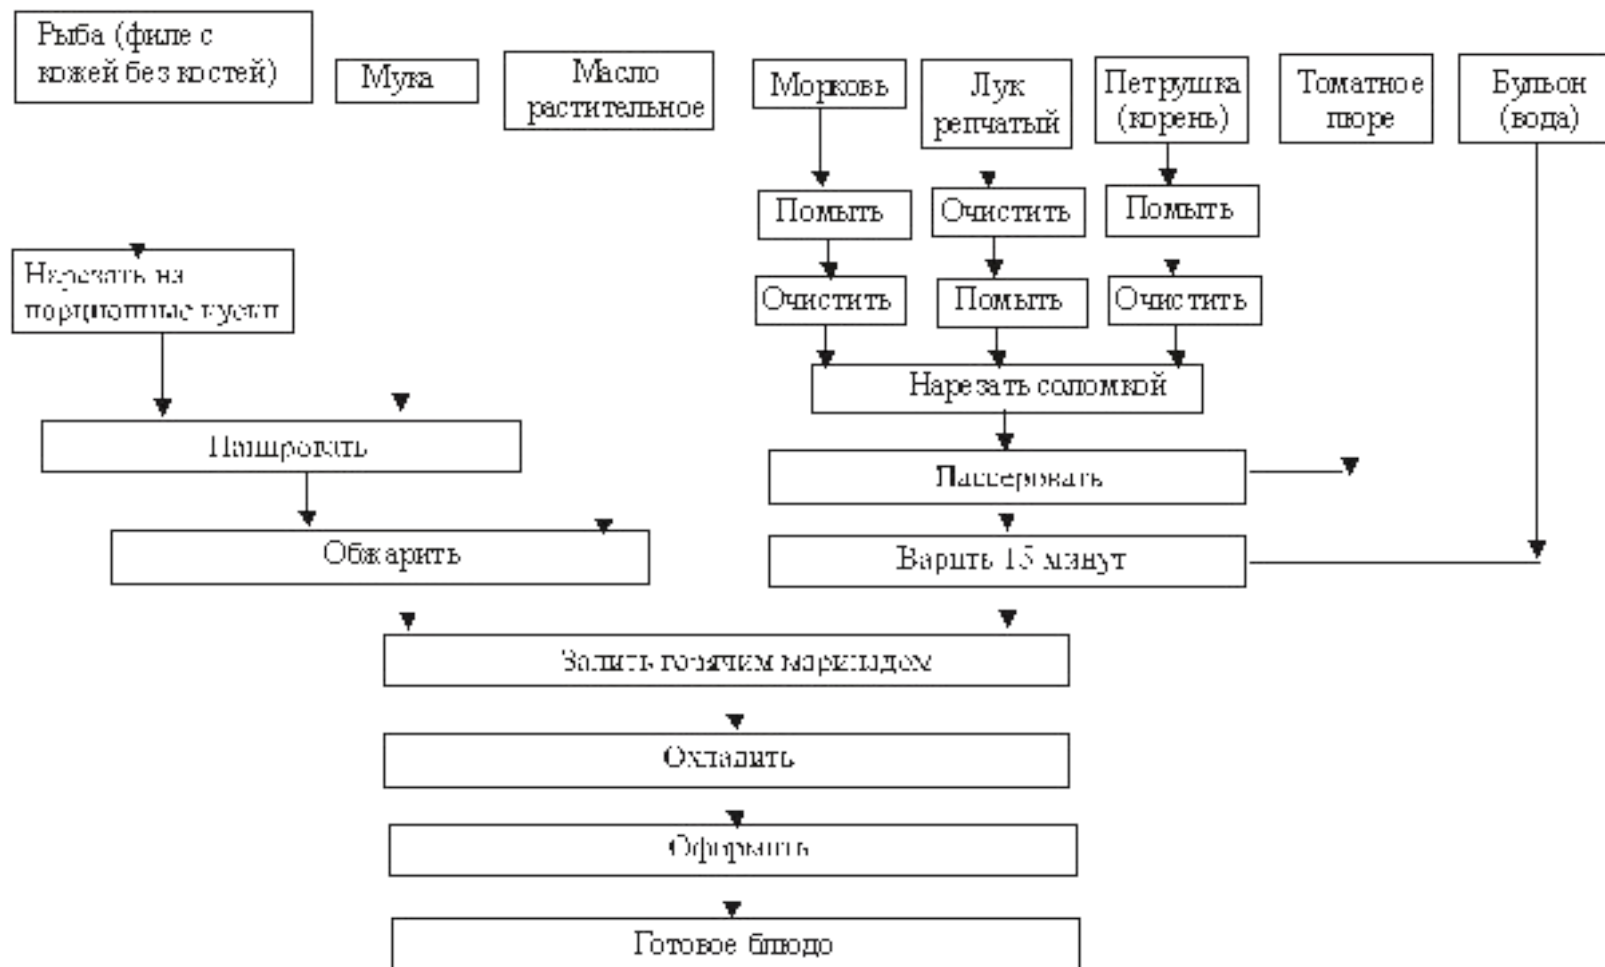 Рыба (филе с
кожей без костей)
Мука
Масло
растительное
Морковь
Лук
репчатый
Петрушка
(корень)
Томатное
пюре
Бульон
(вода)
Помыть
Очистить
Помыть
Нарезать на
порционные куски
Очистить
Помыть
Очистить
Нарезать соломкой
Панировать
Пассеровать
Обжарить
Варить 15 минут
Залить горячим маринадом
Охладить
Оформить
Готовое блюдо